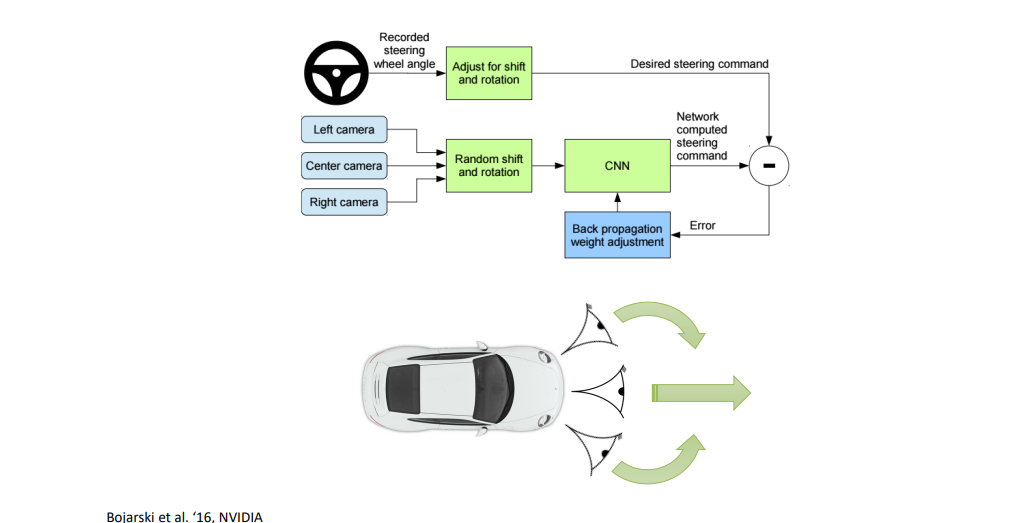 Recorded
steering
wheel angle
Adjust for shift
and rotation
Desired steering command
Left camera
Center camera
Right camera
Random shift
and rotation
CNN
Network
computed
steering
command
-
Back propagation
weight adjustment
Error
Bojarski et al. ‘16, NVIDIA